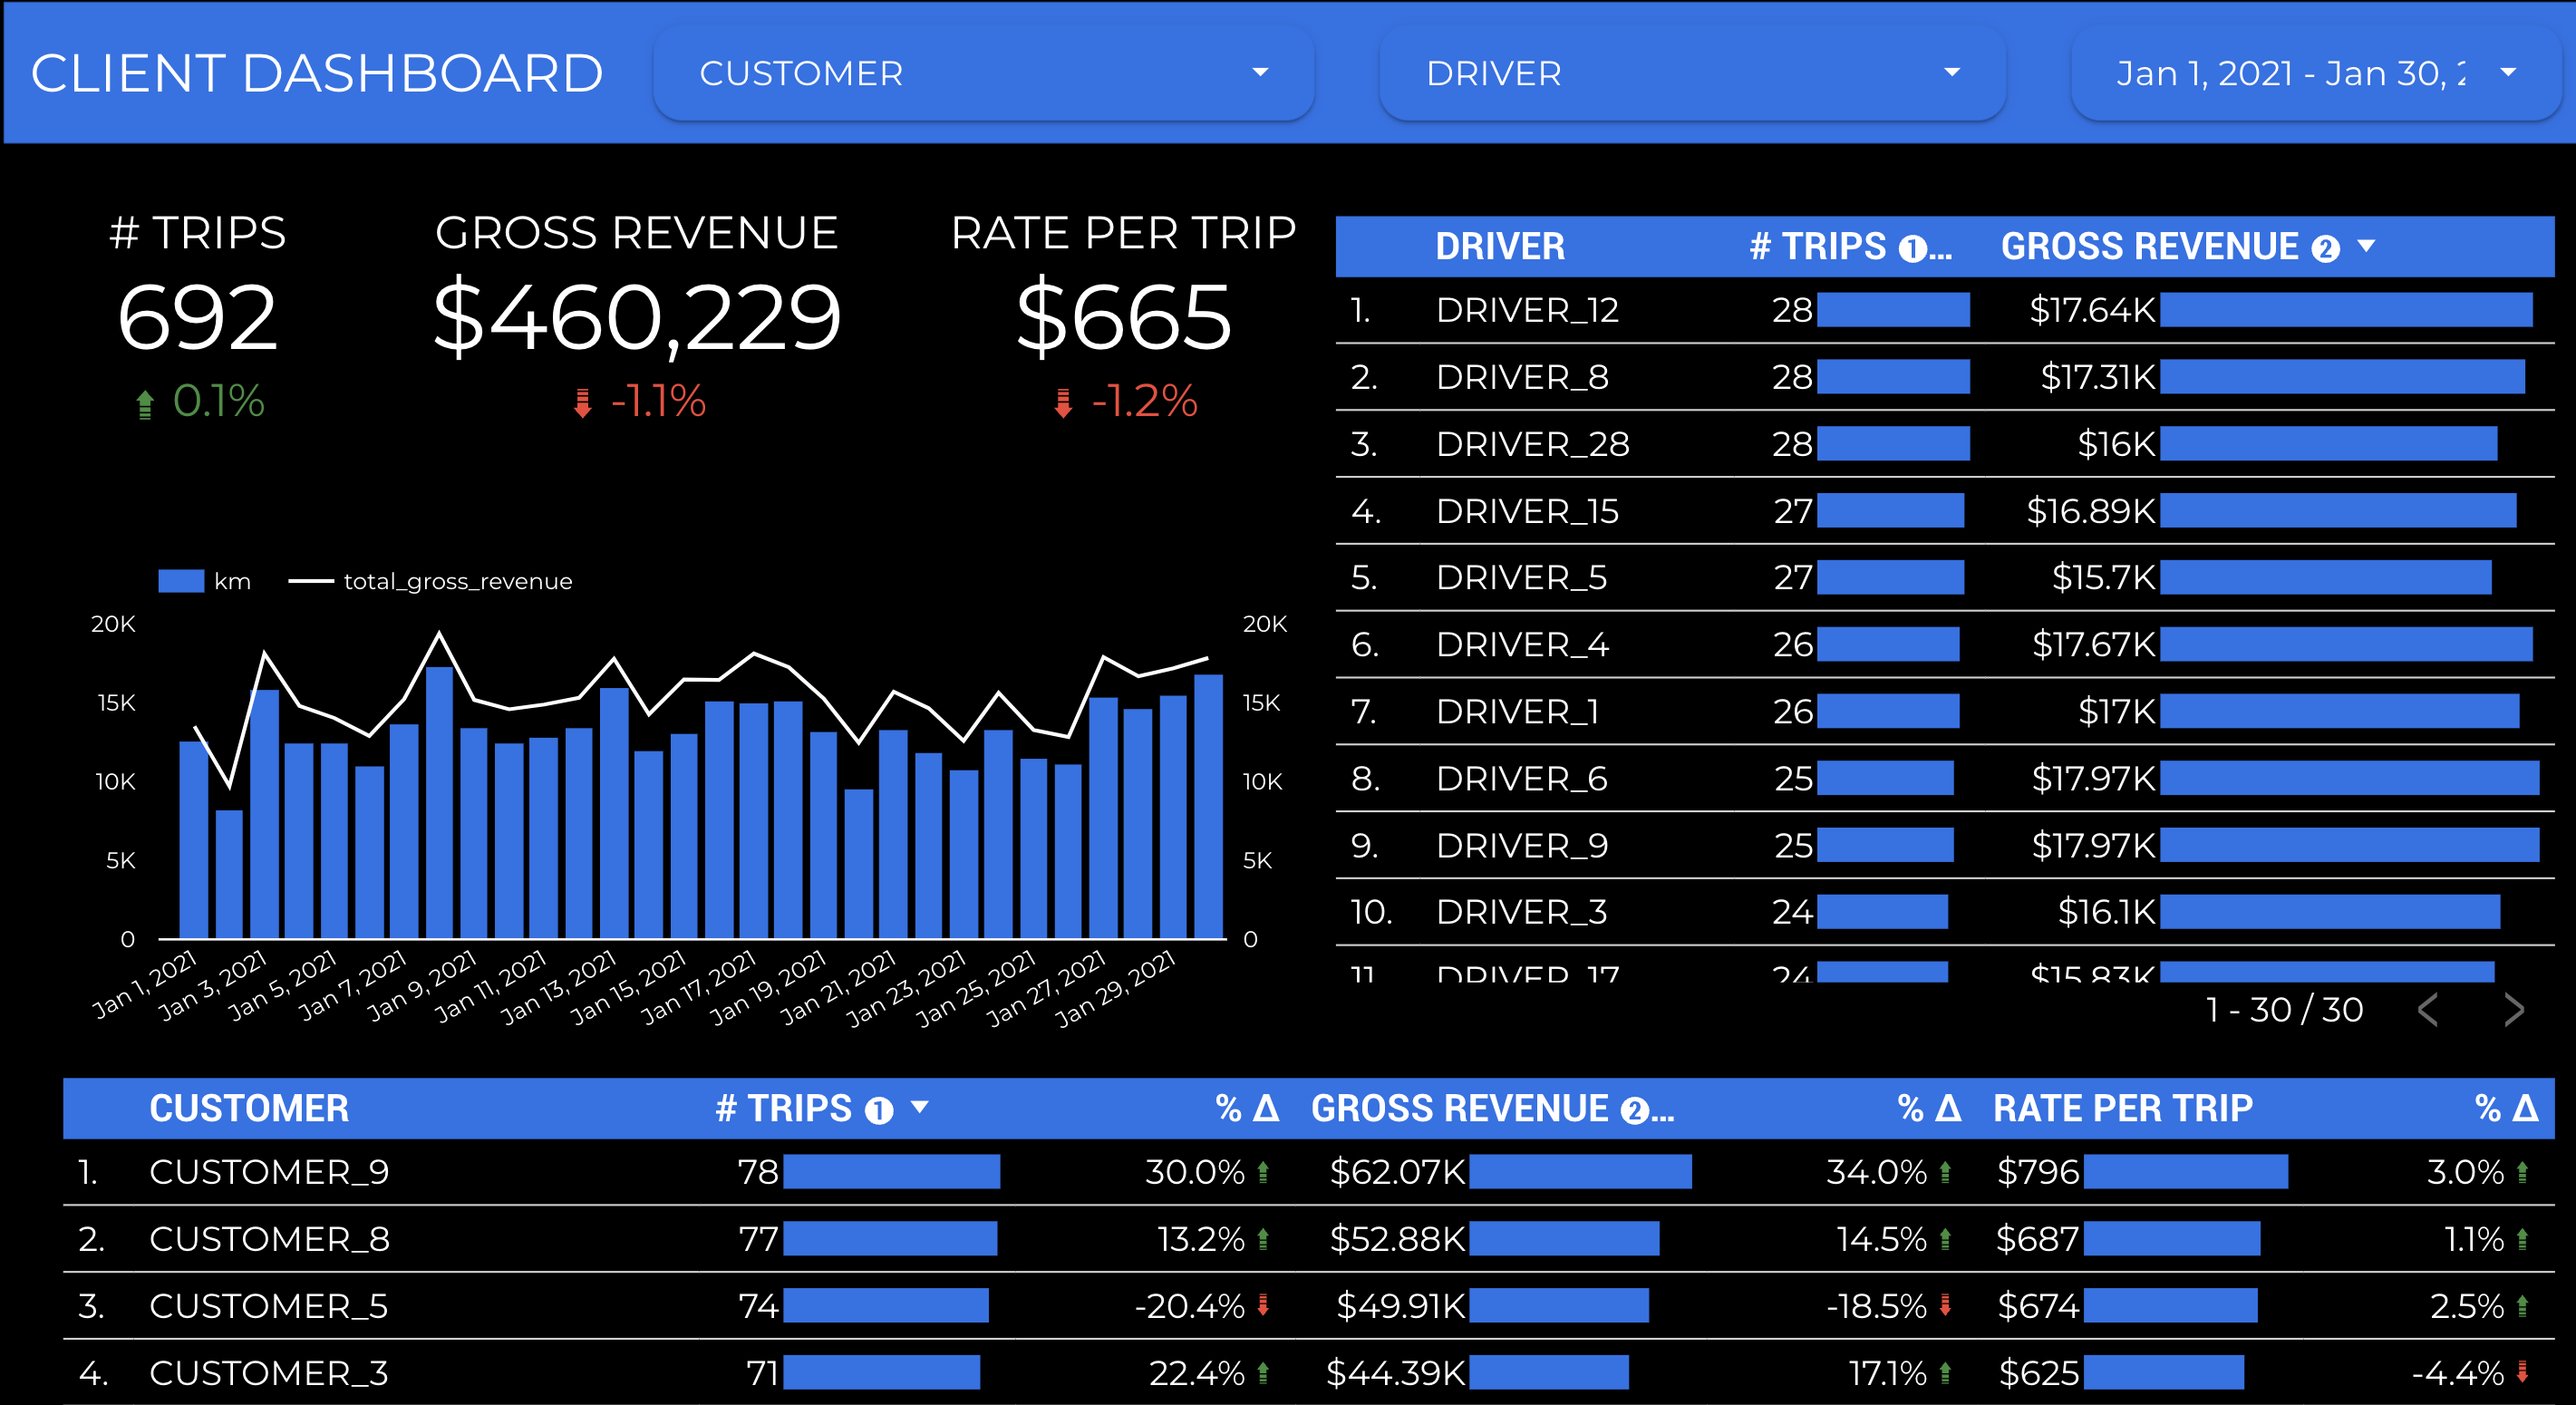 CLIENT DASHBOARD CUSTOMER DRIVER Jan 1, 2021 - Jan 30,
# TRIPS GROSS REVENUE RATE PER TRIP
692 $460,229 $665
0.1% -1.1% -1.2%
km total_gross_revenue
20K 20K
15K 15K
10K 10K
5K 5K
0 0
Jan 1, 2021 Jan 3, 2021 Jan 5, 2021 Jan 7, 2021 Jan 9, 2021 Jan 11, 2021 Jan 13, 2021 Jan 15, 2021 Jan 17, 2021 Jan 19, 2021 Jan 21, 2021 Jan 23, 2021 Jan 25, 2021 Jan 27, 2021 Jan 29, 2021
DRIVER # TRIPS ❶... GROSS REVENUE ❷
1. DRIVER_12 28 $17.64K
2. DRIVER_8 28 $17.31K
3. DRIVER_28 28 $16K
4. DRIVER_15 27 $16.89K
5. DRIVER_5 27 $15.7K
6. DRIVER_4 26 $17.67K
7. DRIVER_1 26 $17K
8. DRIVER_6 25 $17.97K
9. DRIVER_9 25 $17.97K
10. DRIVER_3 24 $16.1K
11. DRIVER_17 24 $15.83K
1 - 30 / 30 < >
CUSTOMER # TRIPS ❶ % Δ GROSS REVENUE ❷... % Δ RATE PER TRIP % Δ
1. CUSTOMER_9 78 30.0% $62.07K 34.0% $796 3.0%
2. CUSTOMER_8 77 13.2% $52.88K 14.5% $687 1.1%
3. CUSTOMER_5 74 -20.4% $49.91K -18.5% $674 2.5%
4. CUSTOMER_3 71 22.4% $44.39K 17.1% $625 -4.4%